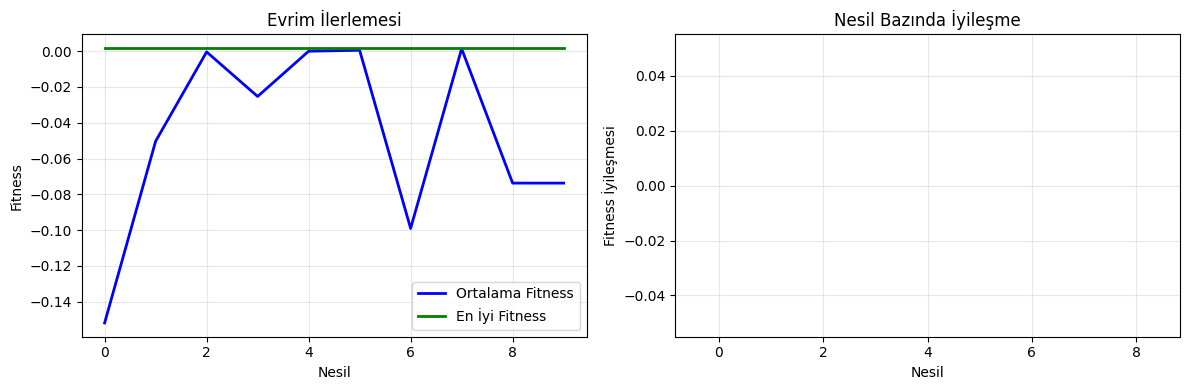 Evrim İlerlemesi
0.00
−0.02
−0.04
−0.06
−0.08
−0.10
−0.12
−0.14
Fitness
0 2 4 6 8
Nesil
Ortalama Fitness
En İyi Fitness
Nesil Bazında İyileşme
0.04
0.02
0.00
−0.02
−0.04
Fitness İyileşmesi
0 2 4 6 8
Nesil